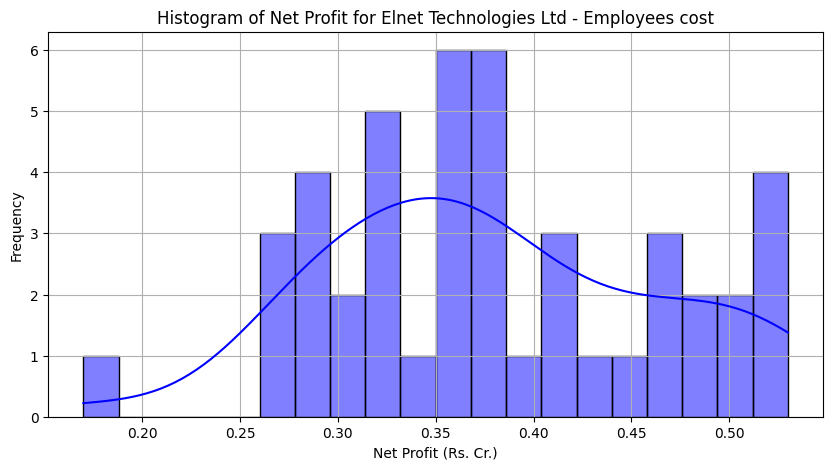 Histogram of Net Profit for Elnet Technologies Ltd - Employees cost
6
5
4
3
2
1
0
Frequency
0.20 0.25 0.30 0.35 0.40 0.45 0.50
Net Profit (Rs. Cr.)